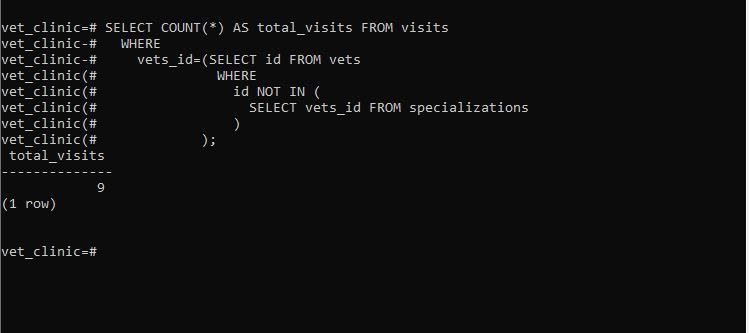 vet_clinic=# SELECT COUNT(*) AS total_visits FROM visits
vet_clinic-#   WHERE
vet_clinic-#     vets_id=(SELECT id FROM vets
vet_clinic(#               WHERE
vet_clinic(#                 id NOT IN (
vet_clinic(#                   SELECT vets_id FROM specializations
vet_clinic(#                 )
vet_clinic(#             );
 total_visits
--------------
            9
(1 row)
vet_clinic=#